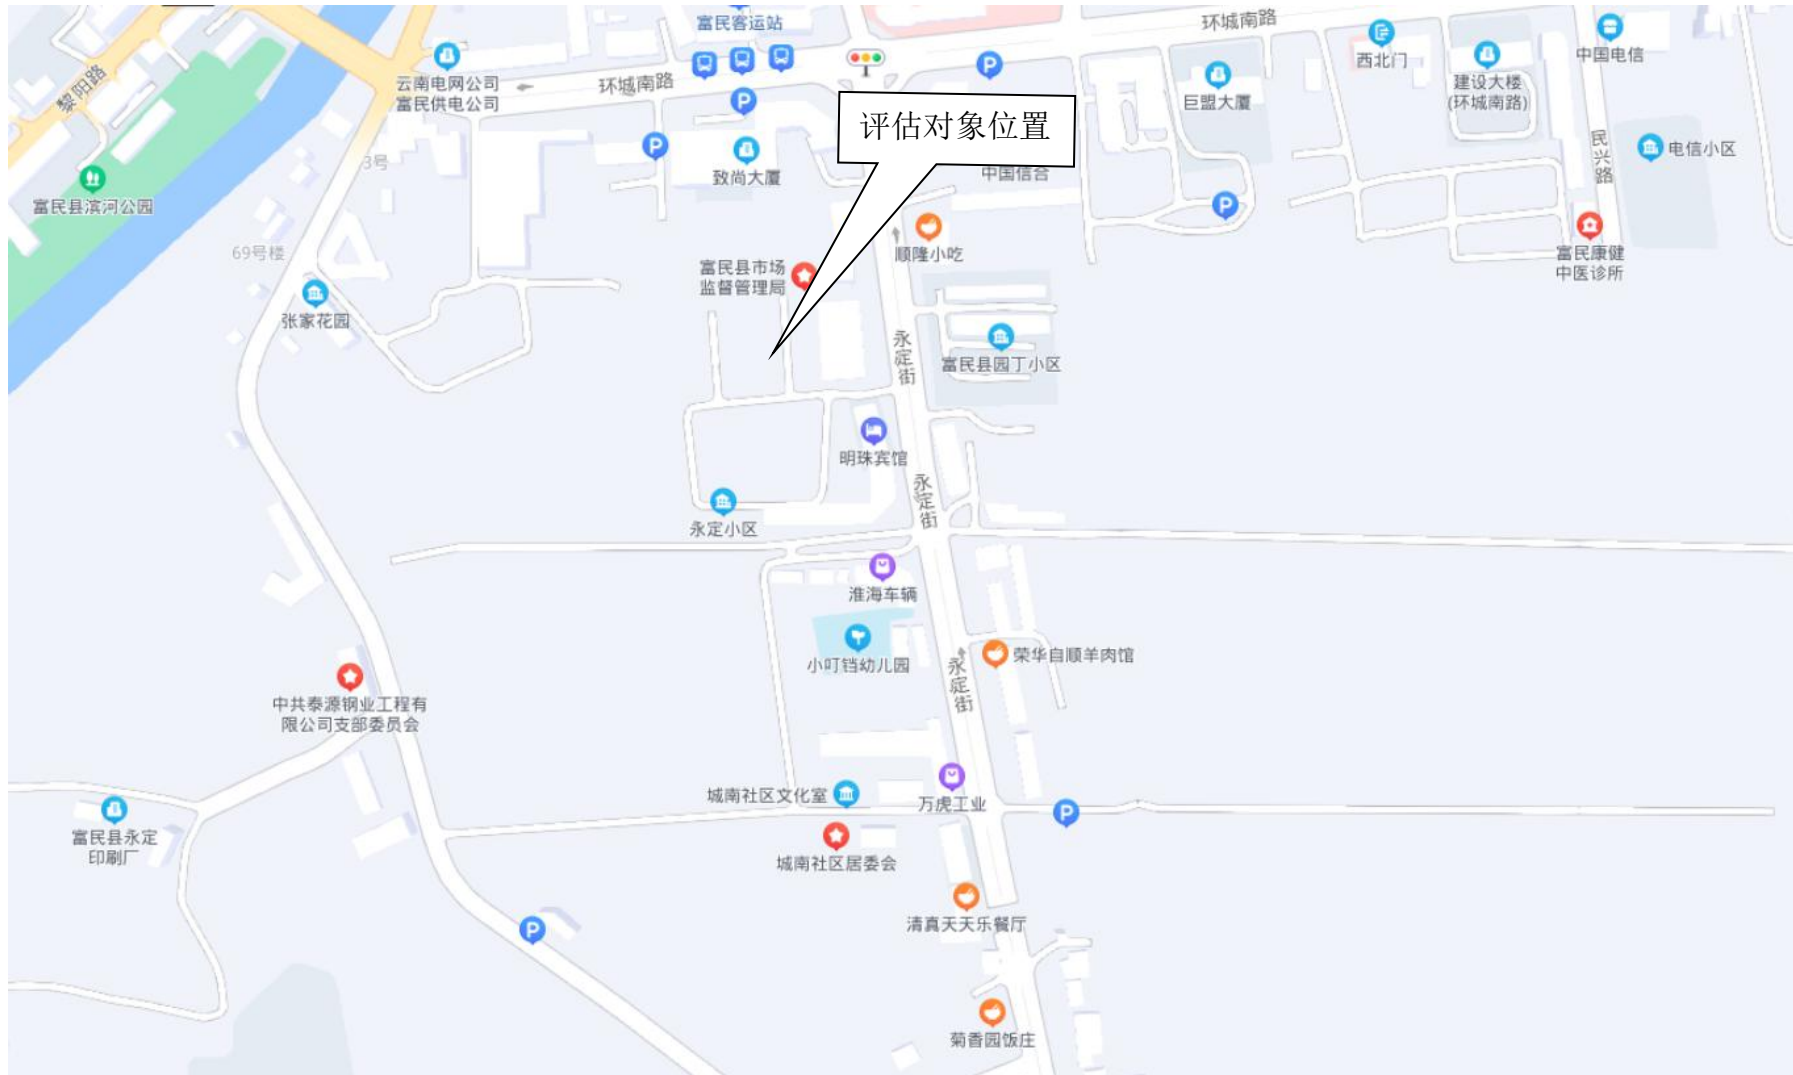 富民客运站
环城南路
西北门
中国电信
建设大楼
(环城南路)
黎阳路
云南电网公司
富民供电公司
环城南路
P
P
巨盟大厦
评估对象位置
民兴路
电信小区
P
3号
致尚大厦
中国信合
富民县滨河公园
P
69号楼
顺隆小吃
富民康健
中医诊所
富民县市场
监督管理局
张家花园
永定街
富民县园丁小区
明珠宾馆
永定街
永定小区
淮海车辆
小叮铛幼儿园
荣华自顺羊肉馆
永定街
中共泰源钢业工程有
限公司支部委员会
城南社区文化室
万虎工业
P
富民县永定
印刷厂
城南社区居委会
清真天天乐餐厅
P
菊香园饭庄